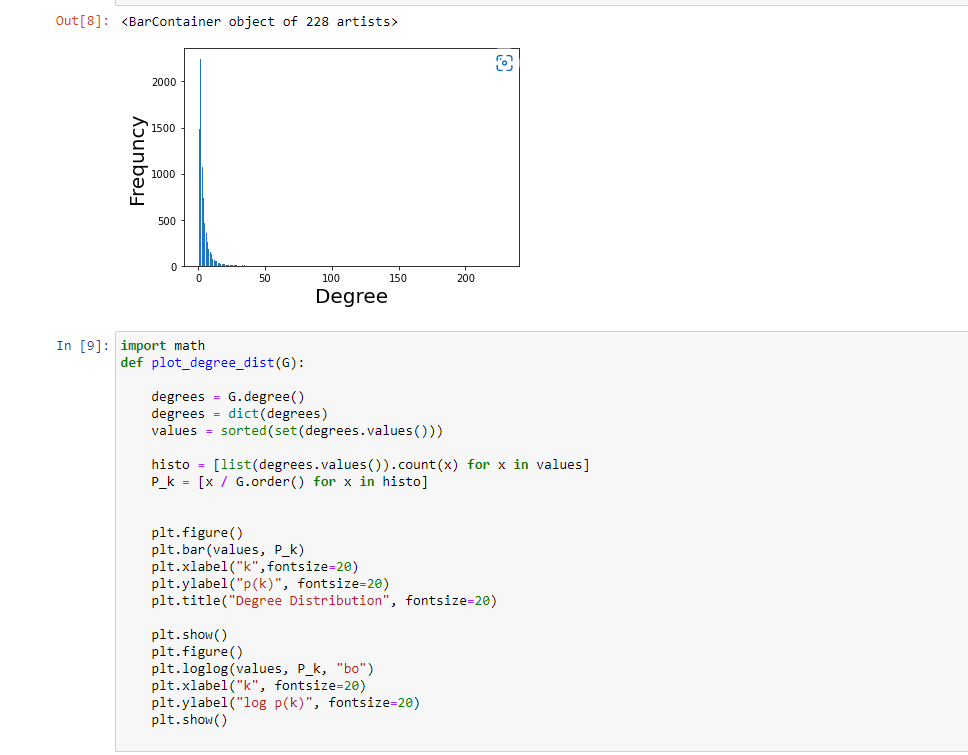 Out[8]: <BarContainer object of 228 artists>
2000
1500
1000
500
0
Frequncy
0 50 100 150 200
Degree
In [9]: import math
def plot_degree_dist(G):
degrees = G.degree()
degrees = dict(degrees)
values = sorted(set(degrees.values()))
histo = [list(degrees.values()).count(x) for x in values]
P_k = [x / G.order() for x in histo]
plt.figure()
plt.bar(values, P_k)
plt.xlabel("k",fontsize=20)
plt.ylabel("p(k)", fontsize=20)
plt.title("Degree Distribution", fontsize=20)
plt.show()
plt.figure()
plt.loglog(values, P_k, "bo")
plt.xlabel("k", fontsize=20)
plt.ylabel("log p(k)", fontsize=20)
plt.show()